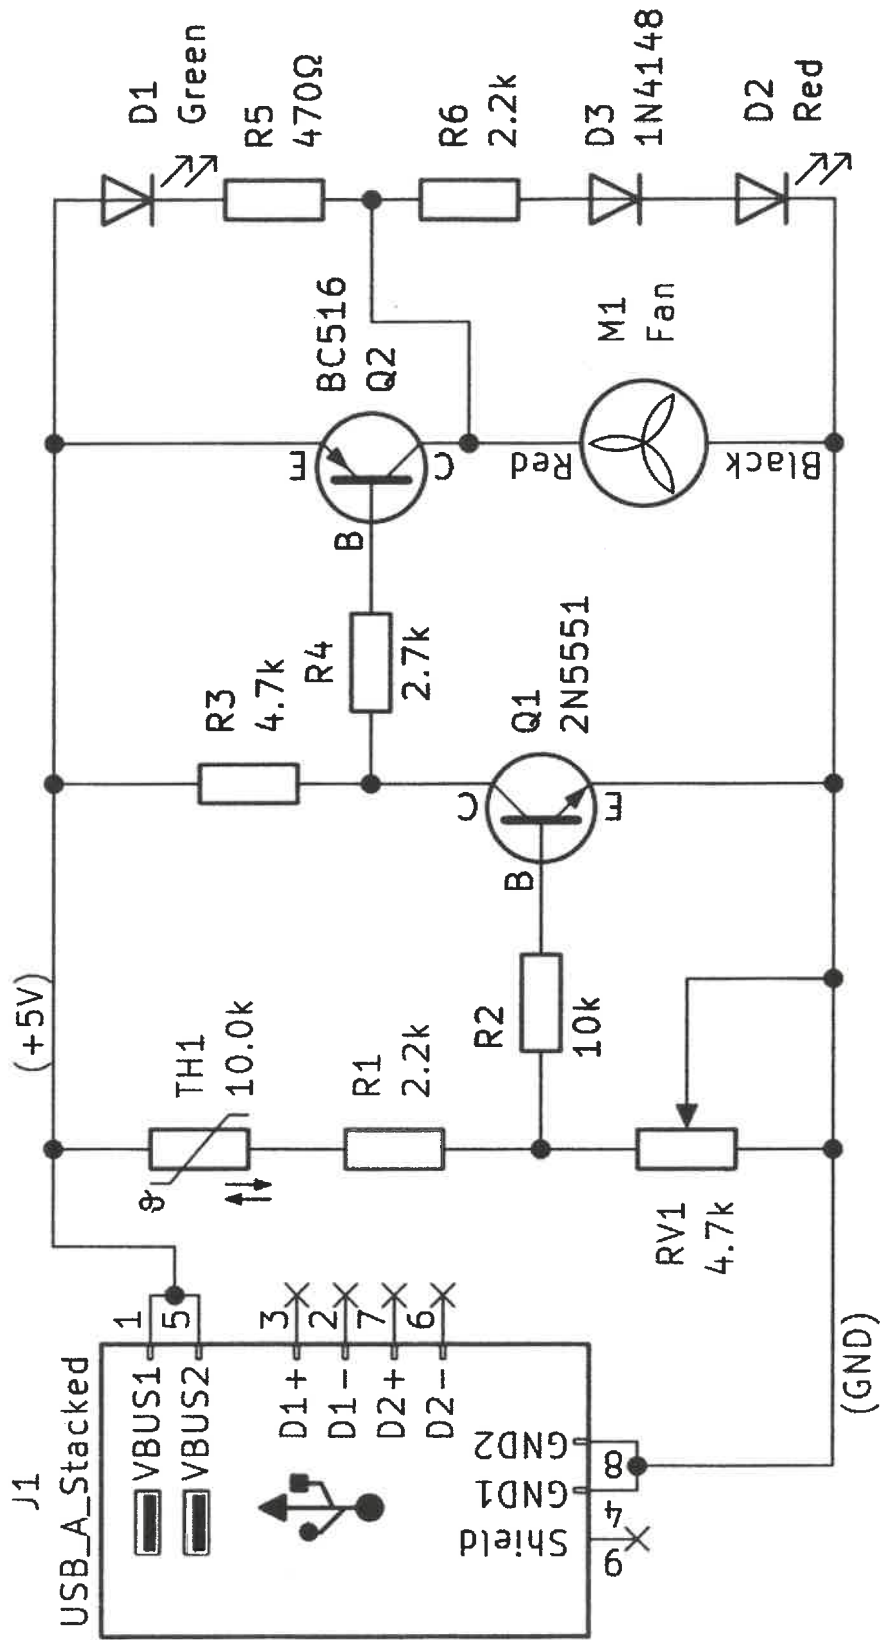 J1
USB_A_Stacked
VBUS1
1
VBUS2
5
D1+
3
D1-
2
D2+
7
D2-
6
GND2
8
GND1
4
Shield
9
(+5V)
(GND)
TH1
10.0k
ϑ
R1
2.2k
RV1
4.7k
R2
10k
R3
4.7k
R4
2.7k
Q1
2N5551
B
C
E
BC516
Q2
B
E
C
Red
Black
M1
Fan
D1
Green
R5
470Ω
R6
2.2k
D3
1N4148
D2
Red